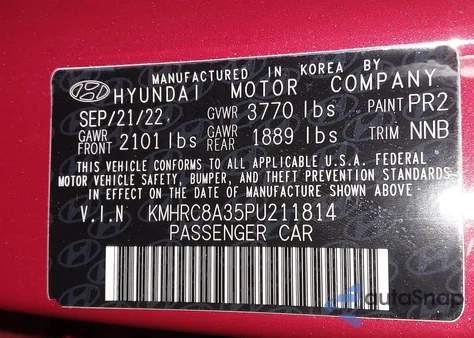 MANUFACTURED IN KOREA BY
HYUNDAI MOTOR COMPANY
SEP/21/22 GVWR 3770 lbs PAINT PR2
GAWR FRONT 2101 lbs GAWR REAR 1889 lbs TRIM NNB
THIS VEHICLE CONFORMS TO ALL APPLICABLE U.S.A. FEDERAL
MOTOR VEHICLE SAFETY, BUMPER, AND THEFT PREVENTION STANDARDS
IN EFFECT ON THE DATE OF MANUFACTURE SHOWN ABOVE.
V.I.N KMHRC8A35PU211814
PASSENGER CAR
autoSnap